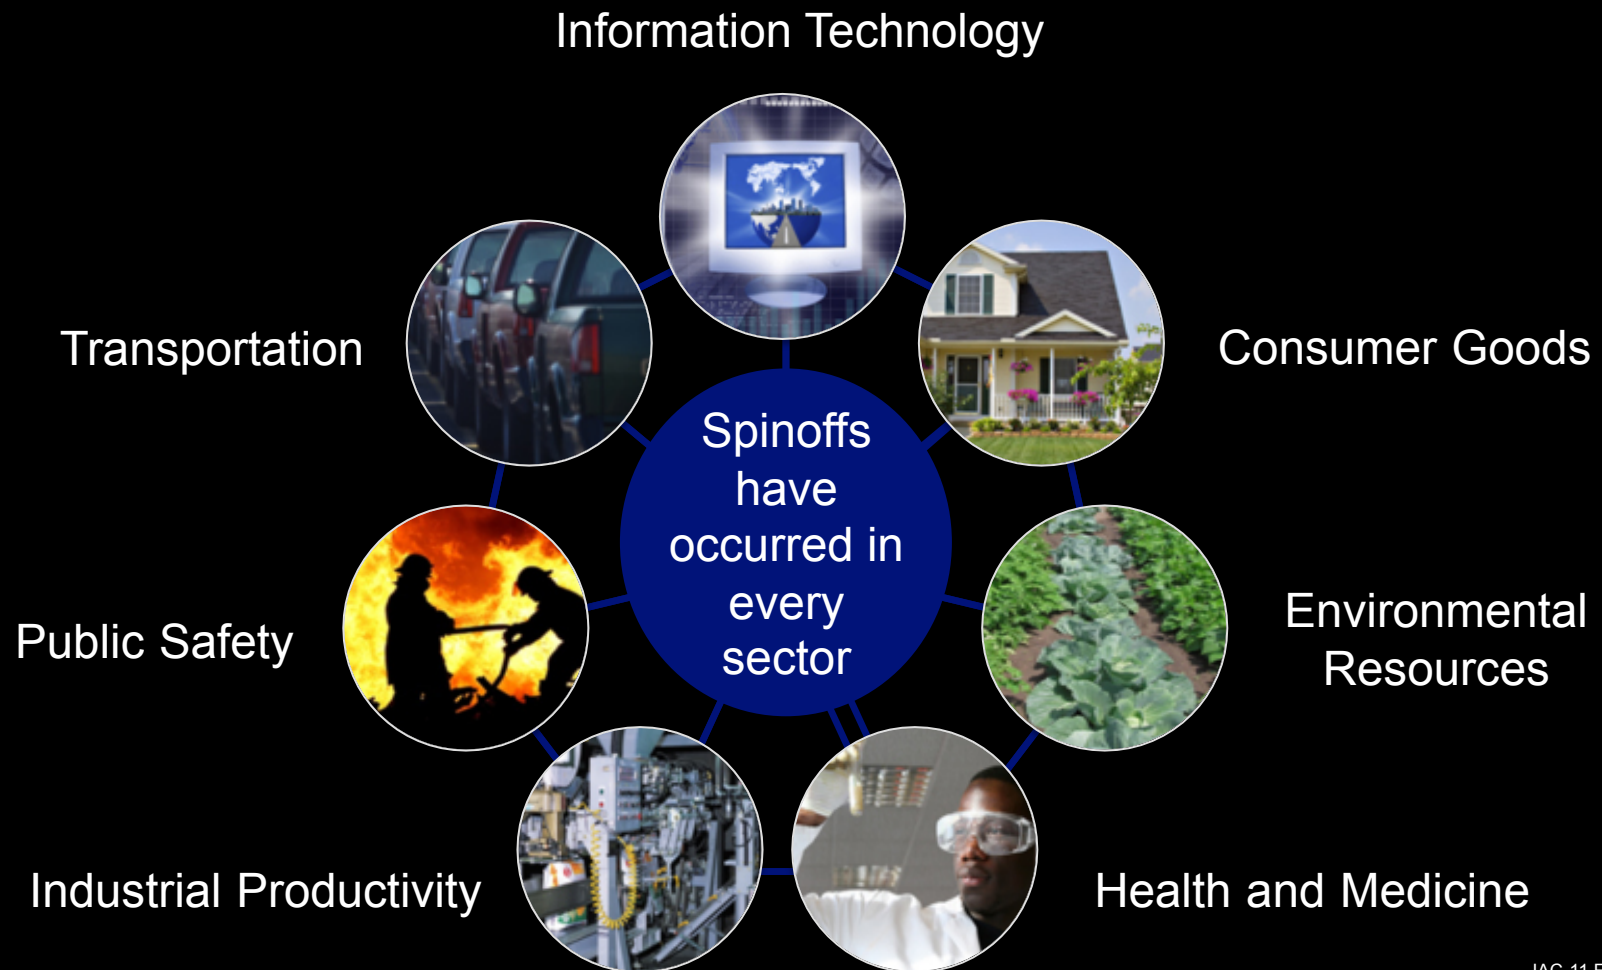 Information Technology
Transportation
Consumer Goods
Spinoffs
have
occurred in
every
sector
Public Safety
Environmental
Resources
Industrial Productivity
Health and Medicine